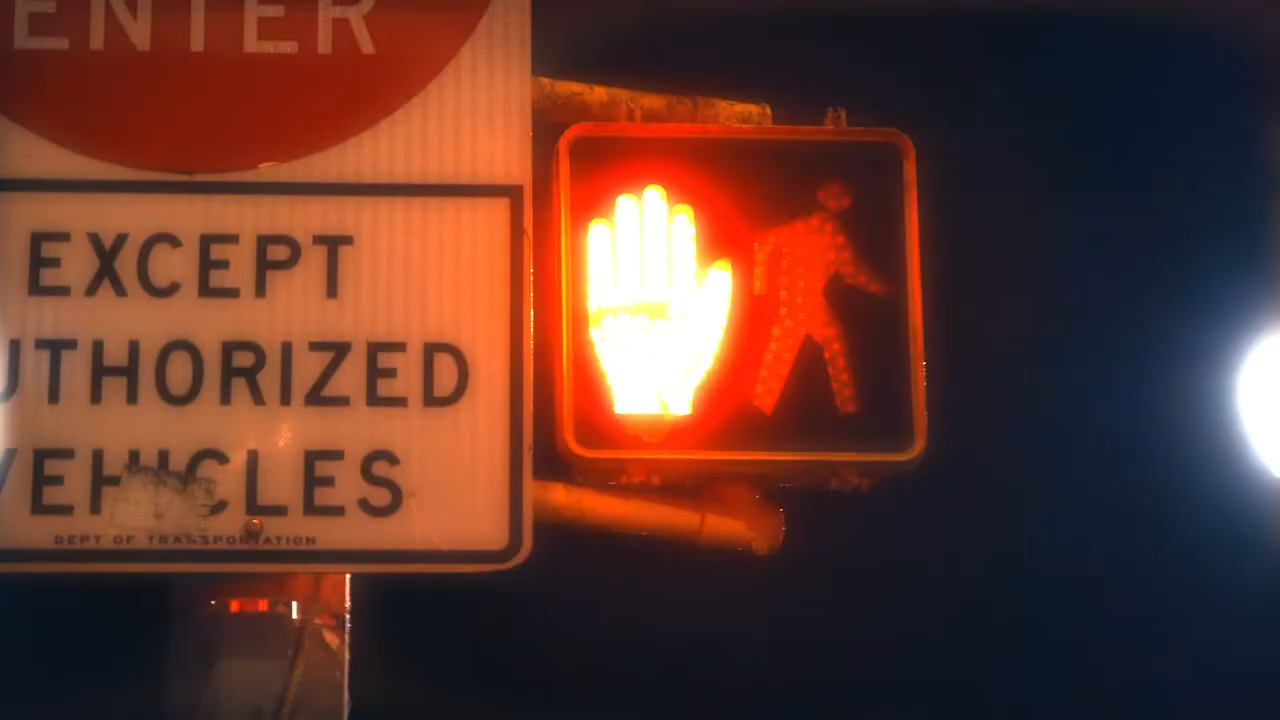 ENTER
EXCEPT
UTHORIZED
VEHICLES
DEPT OF TRANSPORTATION